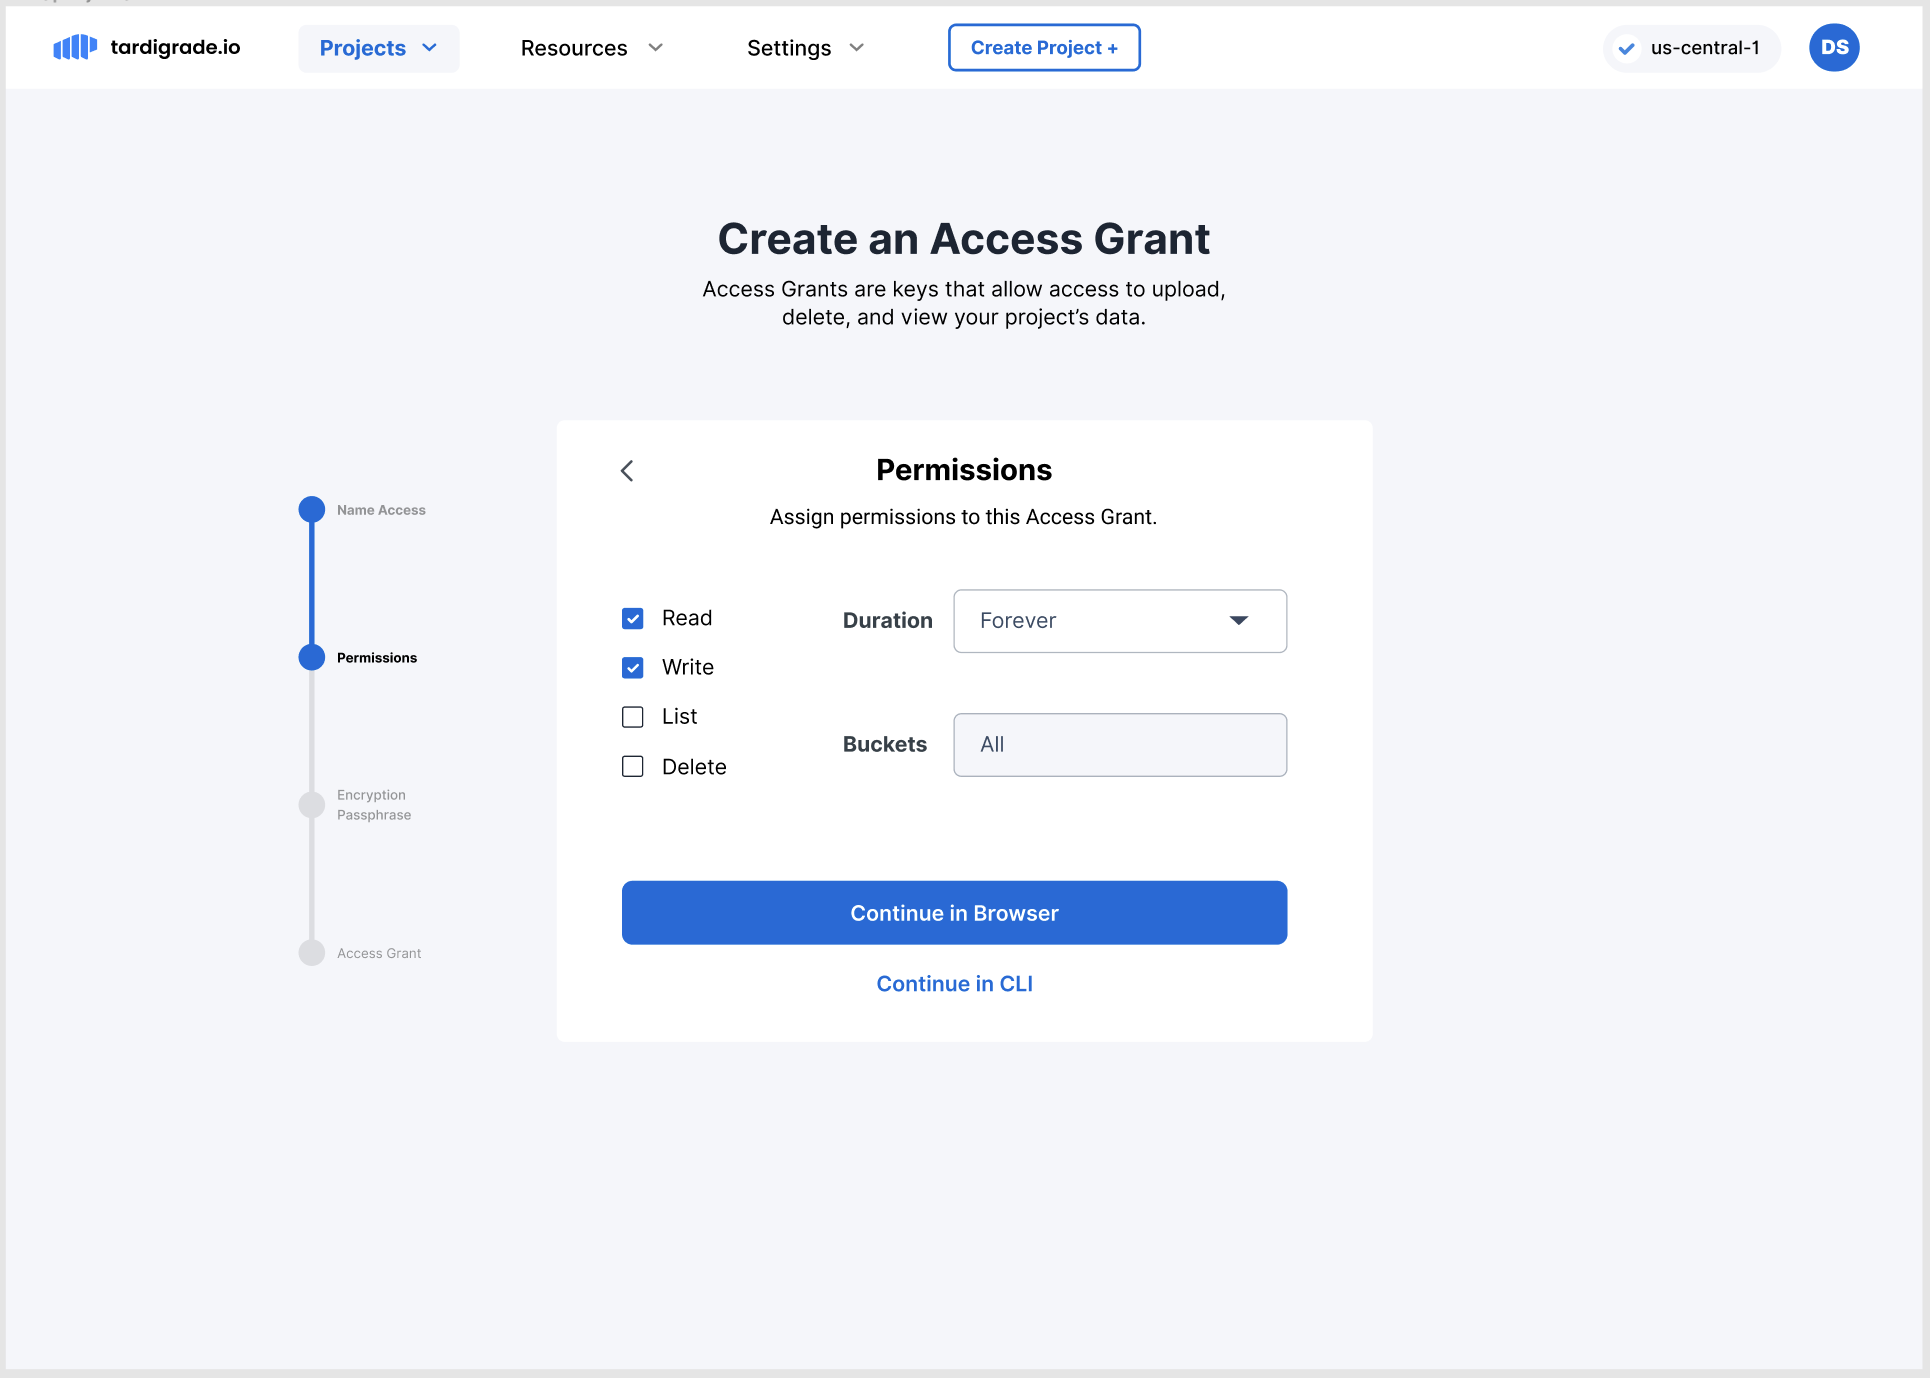 tardigrade.io
Projects
Resources
Settings
Create Project +
us-central-1
DS
Create an Access Grant
Access Grants are keys that allow access to upload,
delete, and view your project’s data.
Name Access
Permissions
Encryption
Passphrase
Access Grant
Permissions
Assign permissions to this Access Grant.
Read
Write
List
Delete
Duration
Forever
Buckets
All
Continue in Browser
Continue in CLI